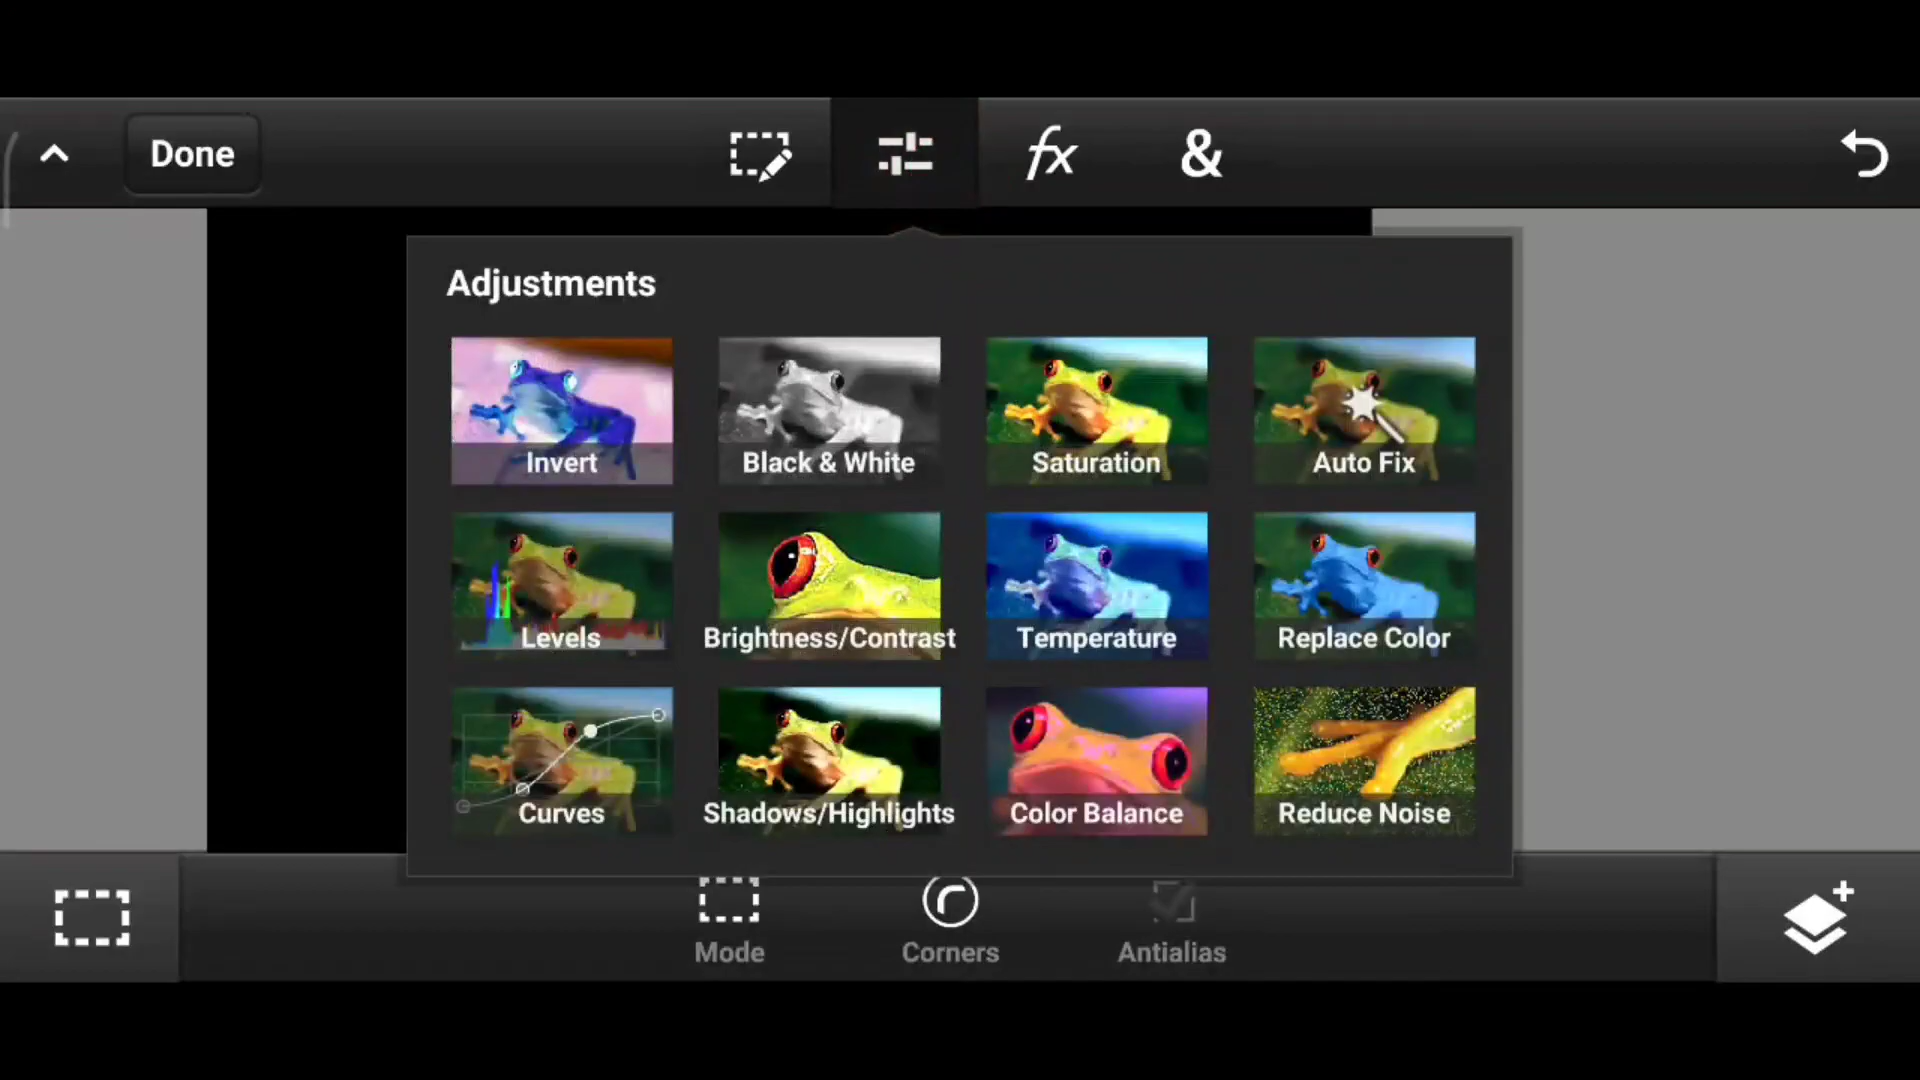 Done
fx
&
Adjustments
Invert
Black & White
Saturation
Auto Fix
Levels
Brightness/Contrast
Temperature
Replace Color
Curves
Shadows/Highlights
Color Balance
Reduce Noise
Mode
Corners
Antialias